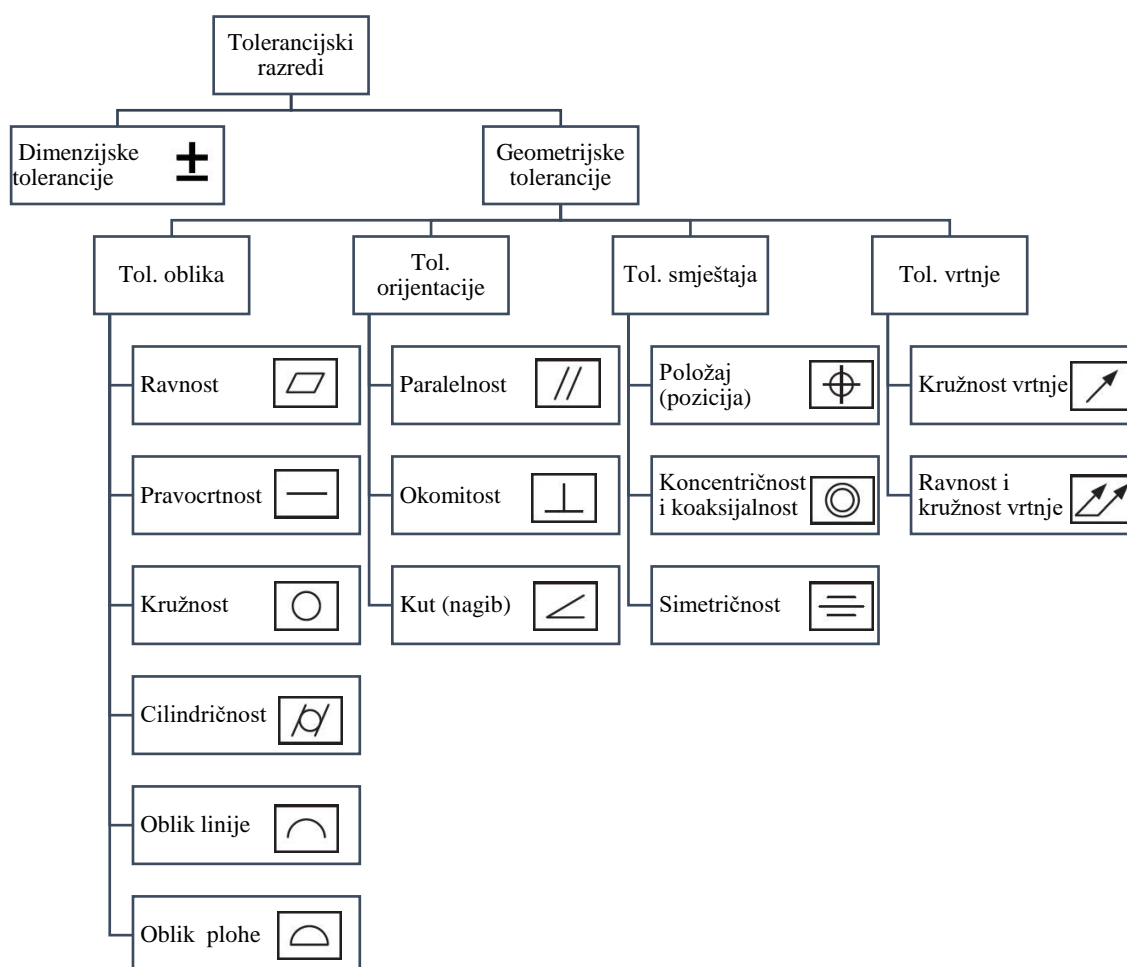 Tolerancijski
razredi
Dimenzijske
tolerancije
±
Geometrijske
tolerancije
Tol. oblika
Tol.
orijentacije
Tol. smještaja
Tol. vrtnje
Ravnost
Pravocrtnost
Kružnost
Cilindričnost
Oblik linije
Oblik plohe
Paralelnost
Okomitost
Kut (nagib)
Položaj
(pozicija)
Koncentričnost
i koaksijalnost
Simetričnost
Kružnost vrtnje
Ravnost i
kružnost vrtnje